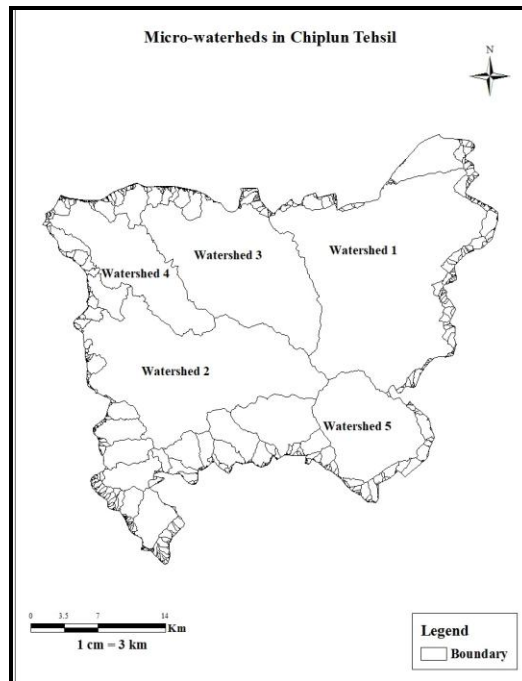 Micro-waterheds in Chiplun Tehsil
N
Watershed 1
Watershed 3
Watershed 4
Watershed 2
Watershed 5
0 3.5 7 14
Km
1 cm = 3 km
Legend
Boundary